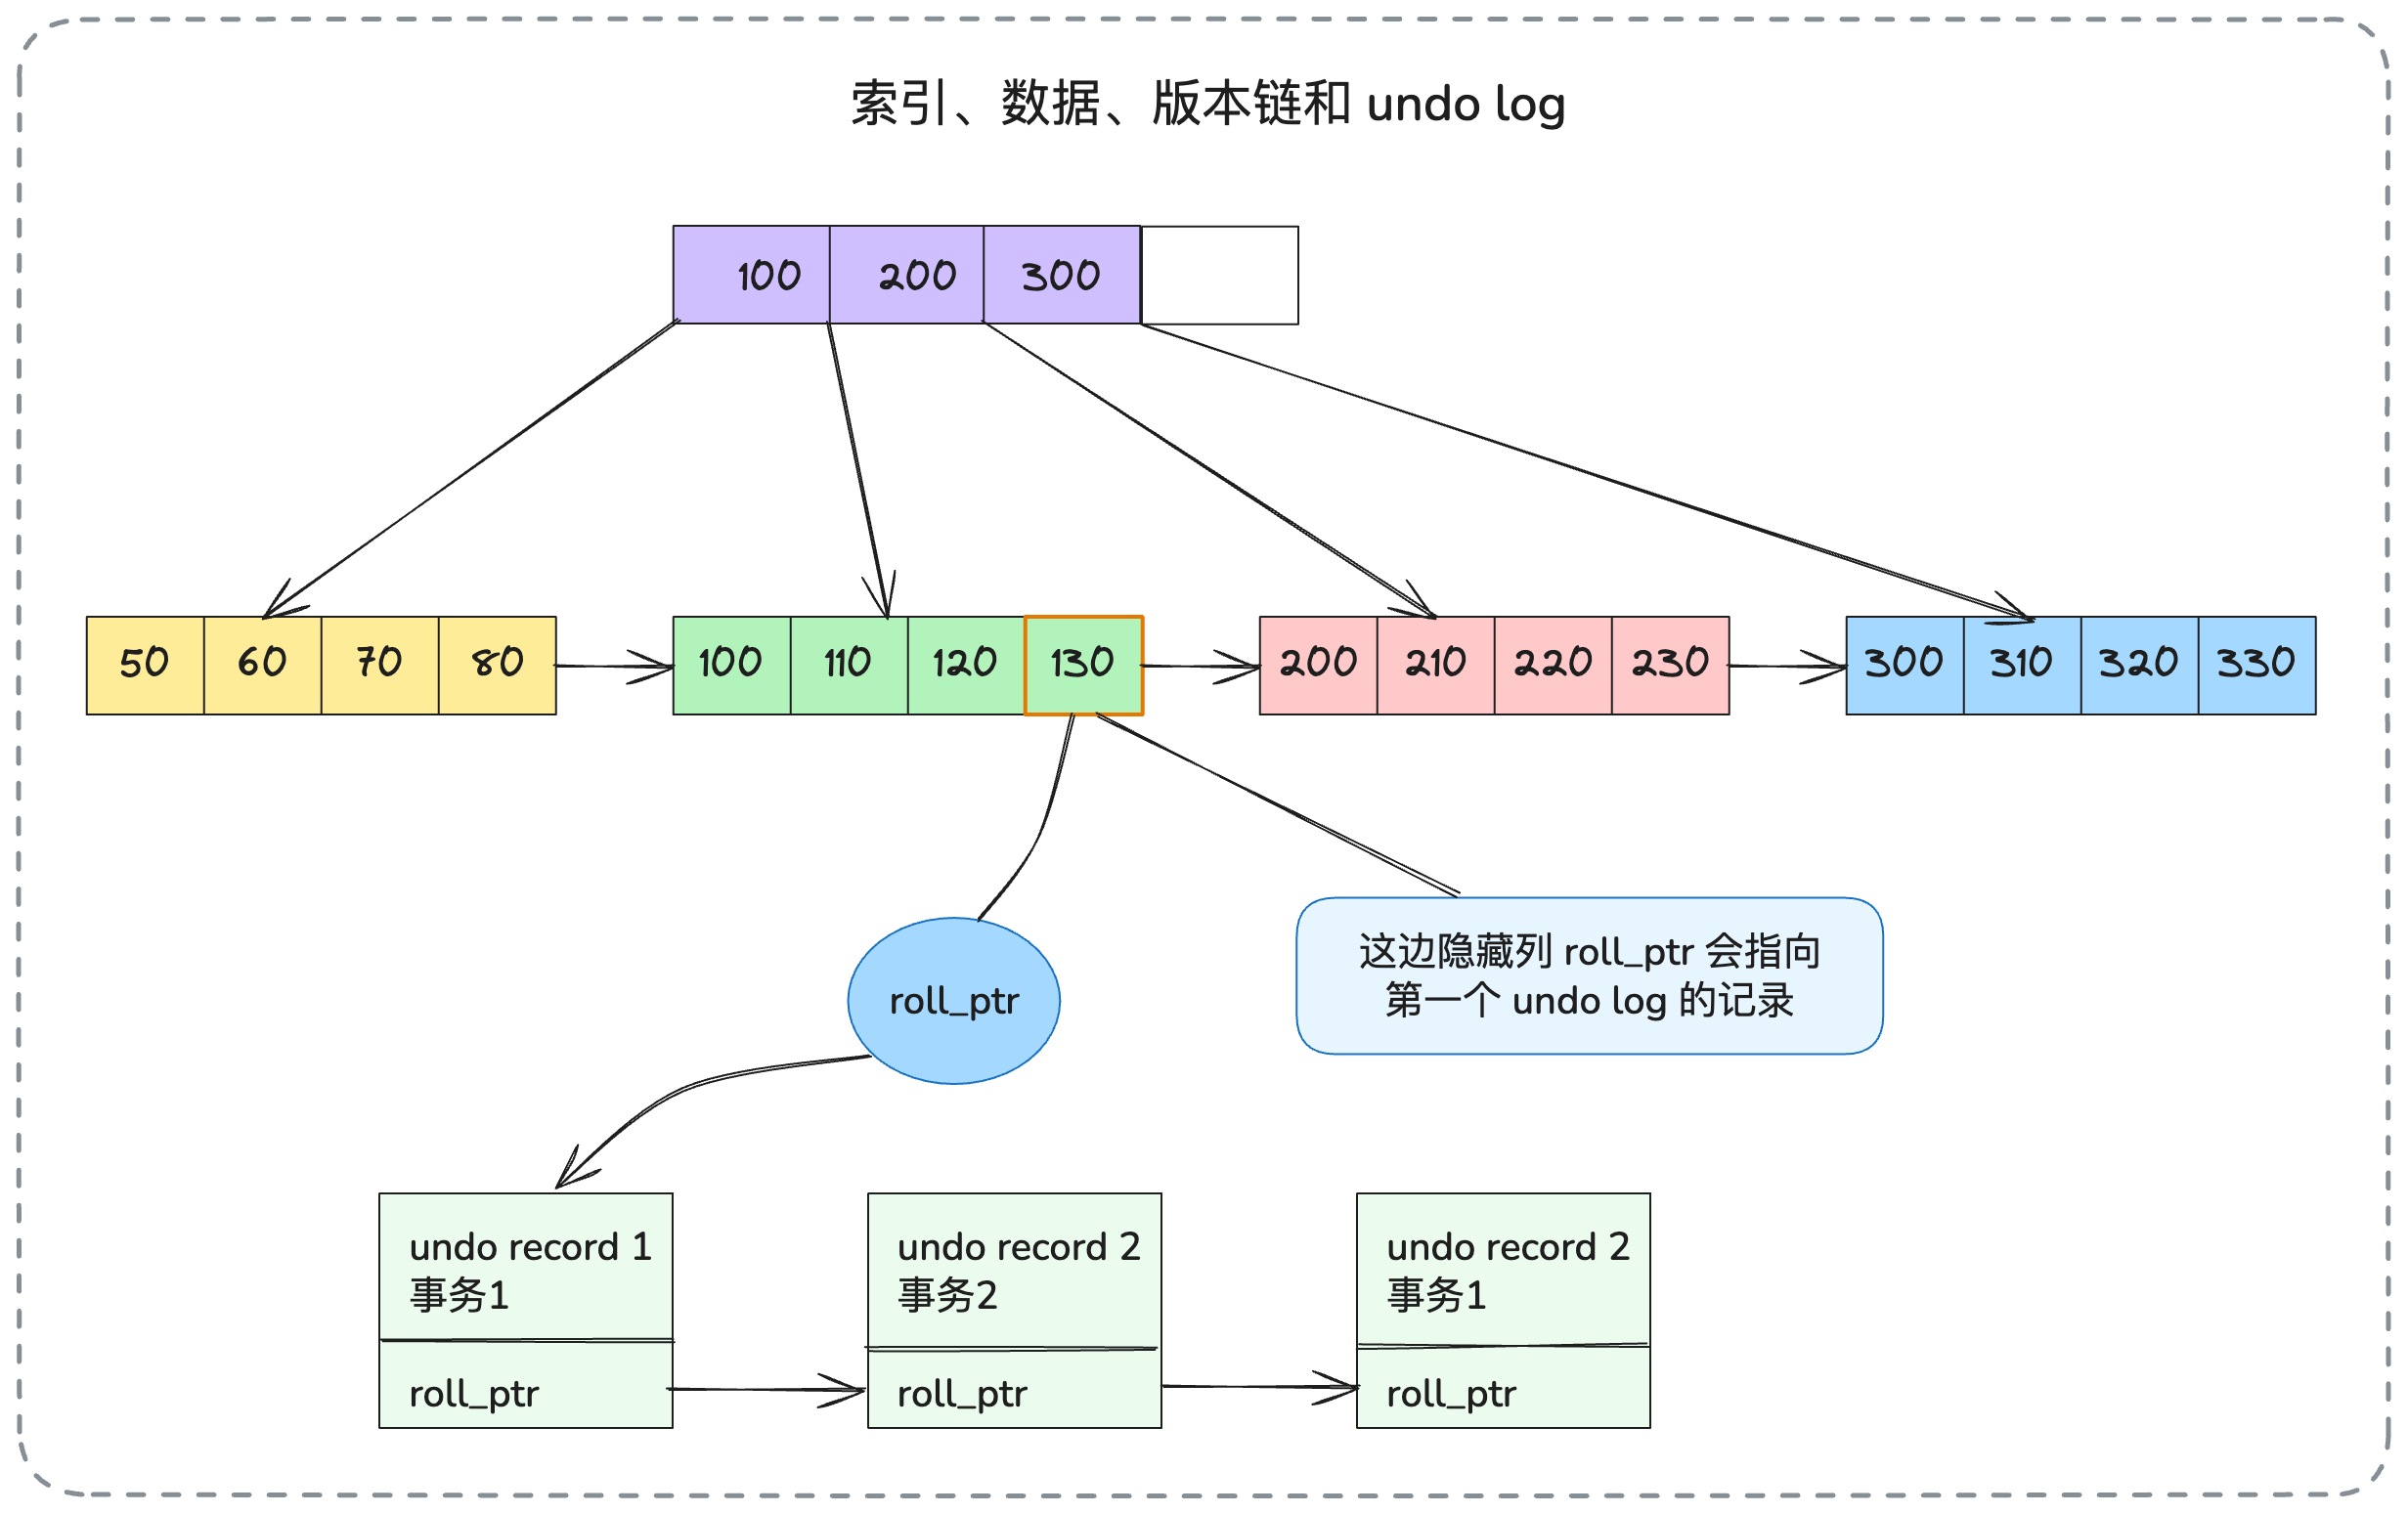 索引、数据、版本链和 undo log
100 200 300
50 60 70 80 100 110 120 130 200 210 220 230 300 310 320 330
这边隐藏列 roll_ptr 会指向
第一个 undo log 的记录
roll_ptr
undo record 1
事务1
roll_ptr
undo record 2
事务2
roll_ptr
undo record 2
事务1
roll_ptr